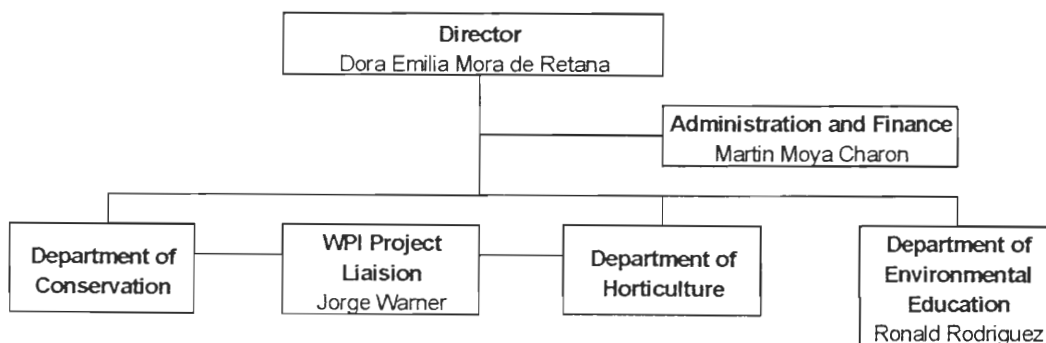 Director
Dora Emilia Mora de Retana
Administration and Finance
Martin Moya Charon
Department of
Conservation
WPI Project
Liaision
Jorge Warner
Department of
Horticulture
Department of
Environmental
Education
Ronald Rodriguez